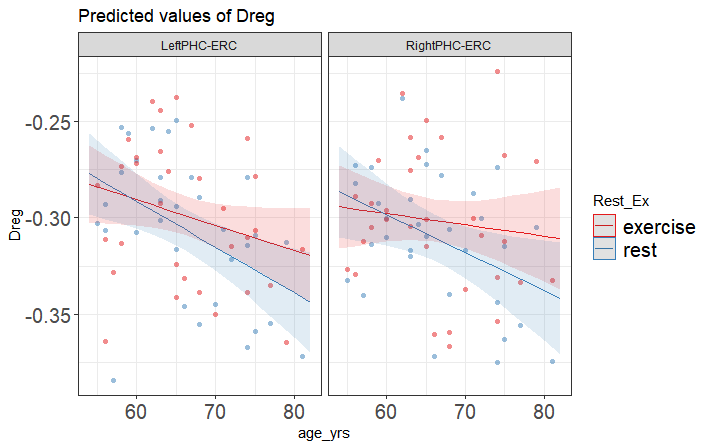 Predicted values of Dreg
LeftPHC-ERC
RightPHC-ERC
-0.25
-0.30
-0.35
Dreg
60
70
80
60
70
80
age_yrs
Rest_Ex
exercise
rest